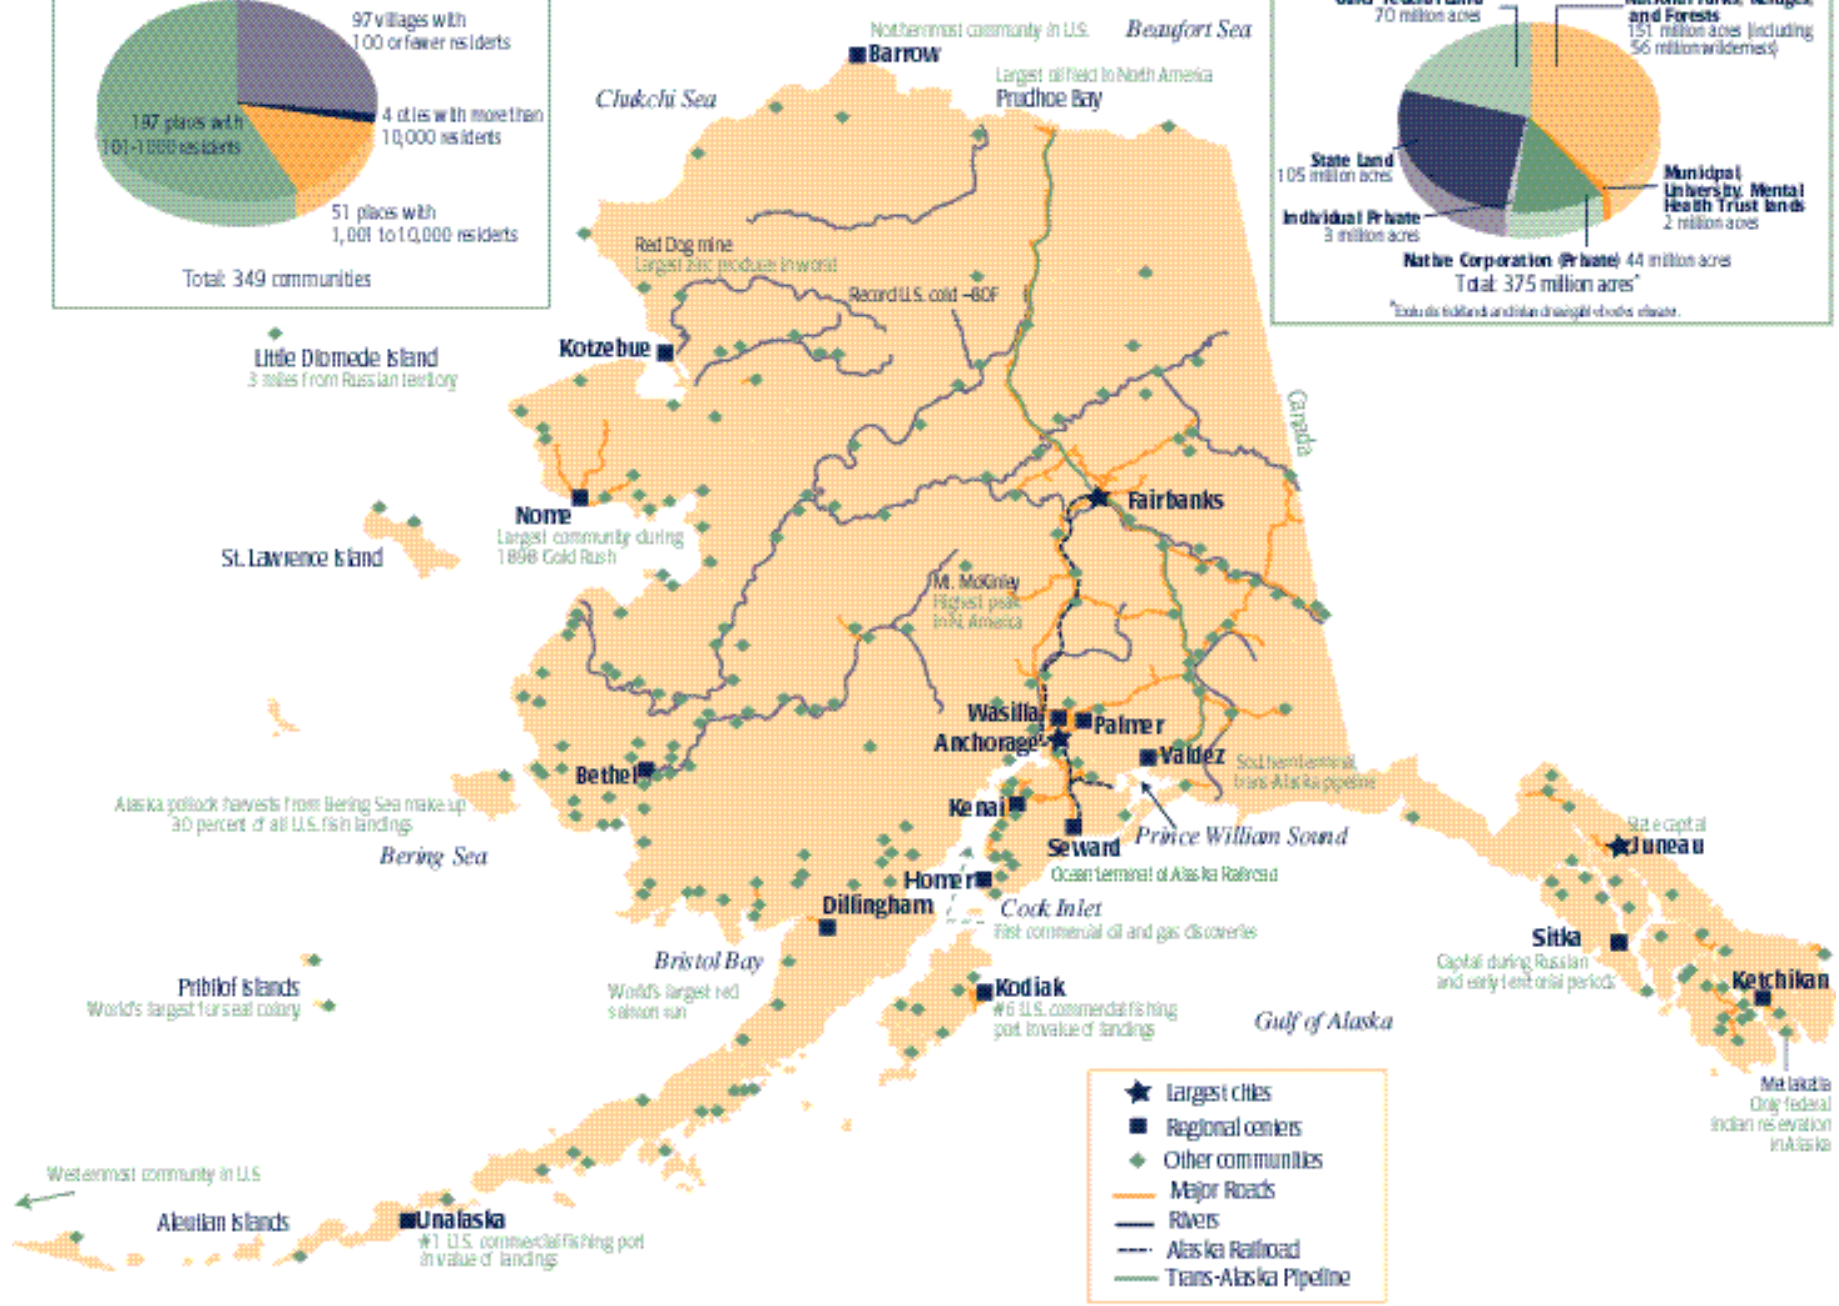 97 villages with
100 or fewer residents
4 cities with more than
10,000 residents
197 places with
101-1000 residents
51 places with
1,001 to 10,000 residents
Total: 349 communities
70 million acres
and Forests
151 million acres (including
56 million wilderness)
State Land
105 million acres
Individual Private
3 million acres
Municipal,
University, Mental
Health Trust lands
2 million acres
Native Corporation (Private) 44 million acres
Total: 375 million acres*
Northernmost community in U.S.
Barrow
Beaufort Sea
Chukchi Sea
Largest oil field in North America
Prudhoe Bay
Red Dog mine
Largest zinc producer in world
Record U.S. cold -80F
Kotzebue
Little Diomede Island
3 miles from Russian territory
Canada
Fairbanks
Nome
Largest community during
1898 Gold Rush
St. Lawrence Island
Mt. McKinley
Highest peak
in N. America
Wasilla
Palmer
Anchorage
Valdez
Southern terminal
trans-Alaska pipeline
Bethel
Alaska pollock harvests from Bering Sea make up
30 percent of all U.S. fish landings
Bering Sea
Kenai
Prince William Sound
Seward
Ocean terminal of Alaska Railroad
State capital
Juneau
Homer
Dillingham
Cook Inlet
First commercial oil and gas discoveries
Sitka
Capital during Russian
and early territorial periods
Bristol Bay
World's largest red
salmon run
Pribilof Islands
World's largest fur seal colony
Kodiak
#6 U.S. commercial fishing
port in value of landings
Gulf of Alaska
Ketchikan
Metlakatla
Only federal
Indian reservation
in Alaska
Largest cities
Regional centers
Other communities
Major Roads
Rivers
Alaska Railroad
Trans-Alaska Pipeline
Westernmost community in U.S
Aleutian Islands
Unalaska
#1 U.S. commercial fishing port
in value of landings